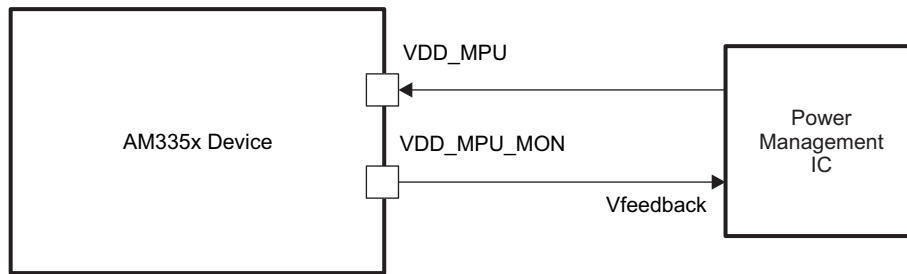 VDD_MPU
AM335x Device
VDD_MPU_MON
Vfeedback
Power
Management
IC